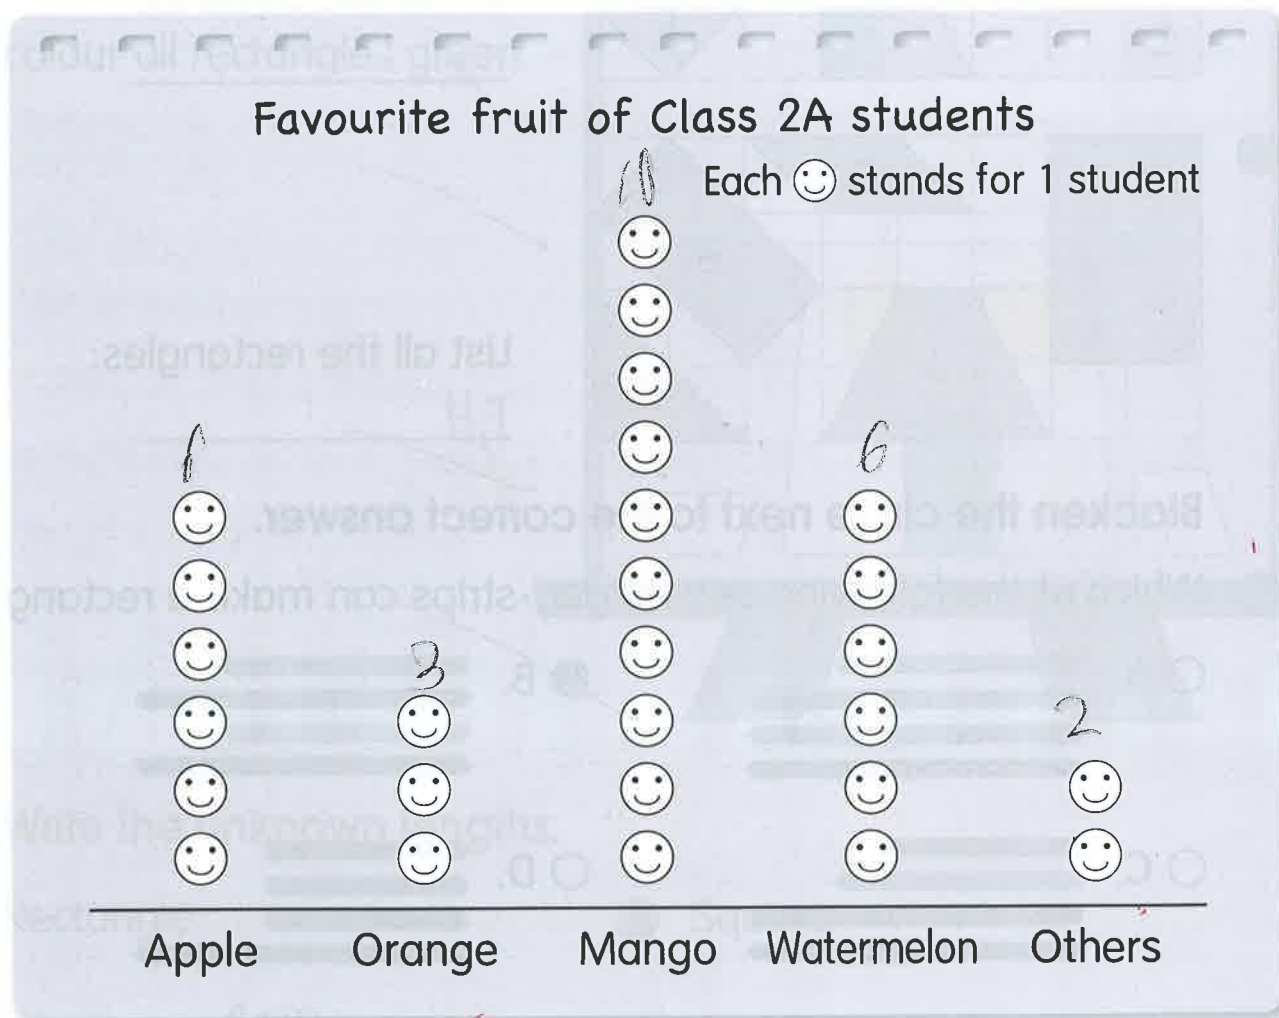 Favourite fruit of Class 2A students
Each stands for 1 student
10
6
3
2
Apple Orange Mango Watermelon Others